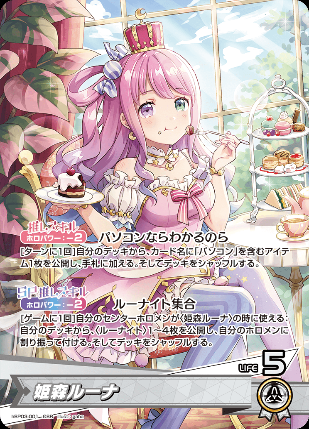 推しスキル
ホロパワー：-2
パソコンならわかるのら
[ターンに1回]自分のデッキから、カード名に「パソコン」を含むアイテ
ム1枚を公開し、手札に加える。そしてデッキをシャッフルする。
SP推しスキル
ホロパワー：-2
ルーナイト集合
[ゲームに1回]自分のセンターホロメンが〈姫森ルーナ〉の時に使える：
自分のデッキから、〈ルーナイト〉1～4枚を公開し、自分のホロメンに
割り振って付ける。そしてデッキをシャッフルする。
LIFE 5
姫森ルーナ